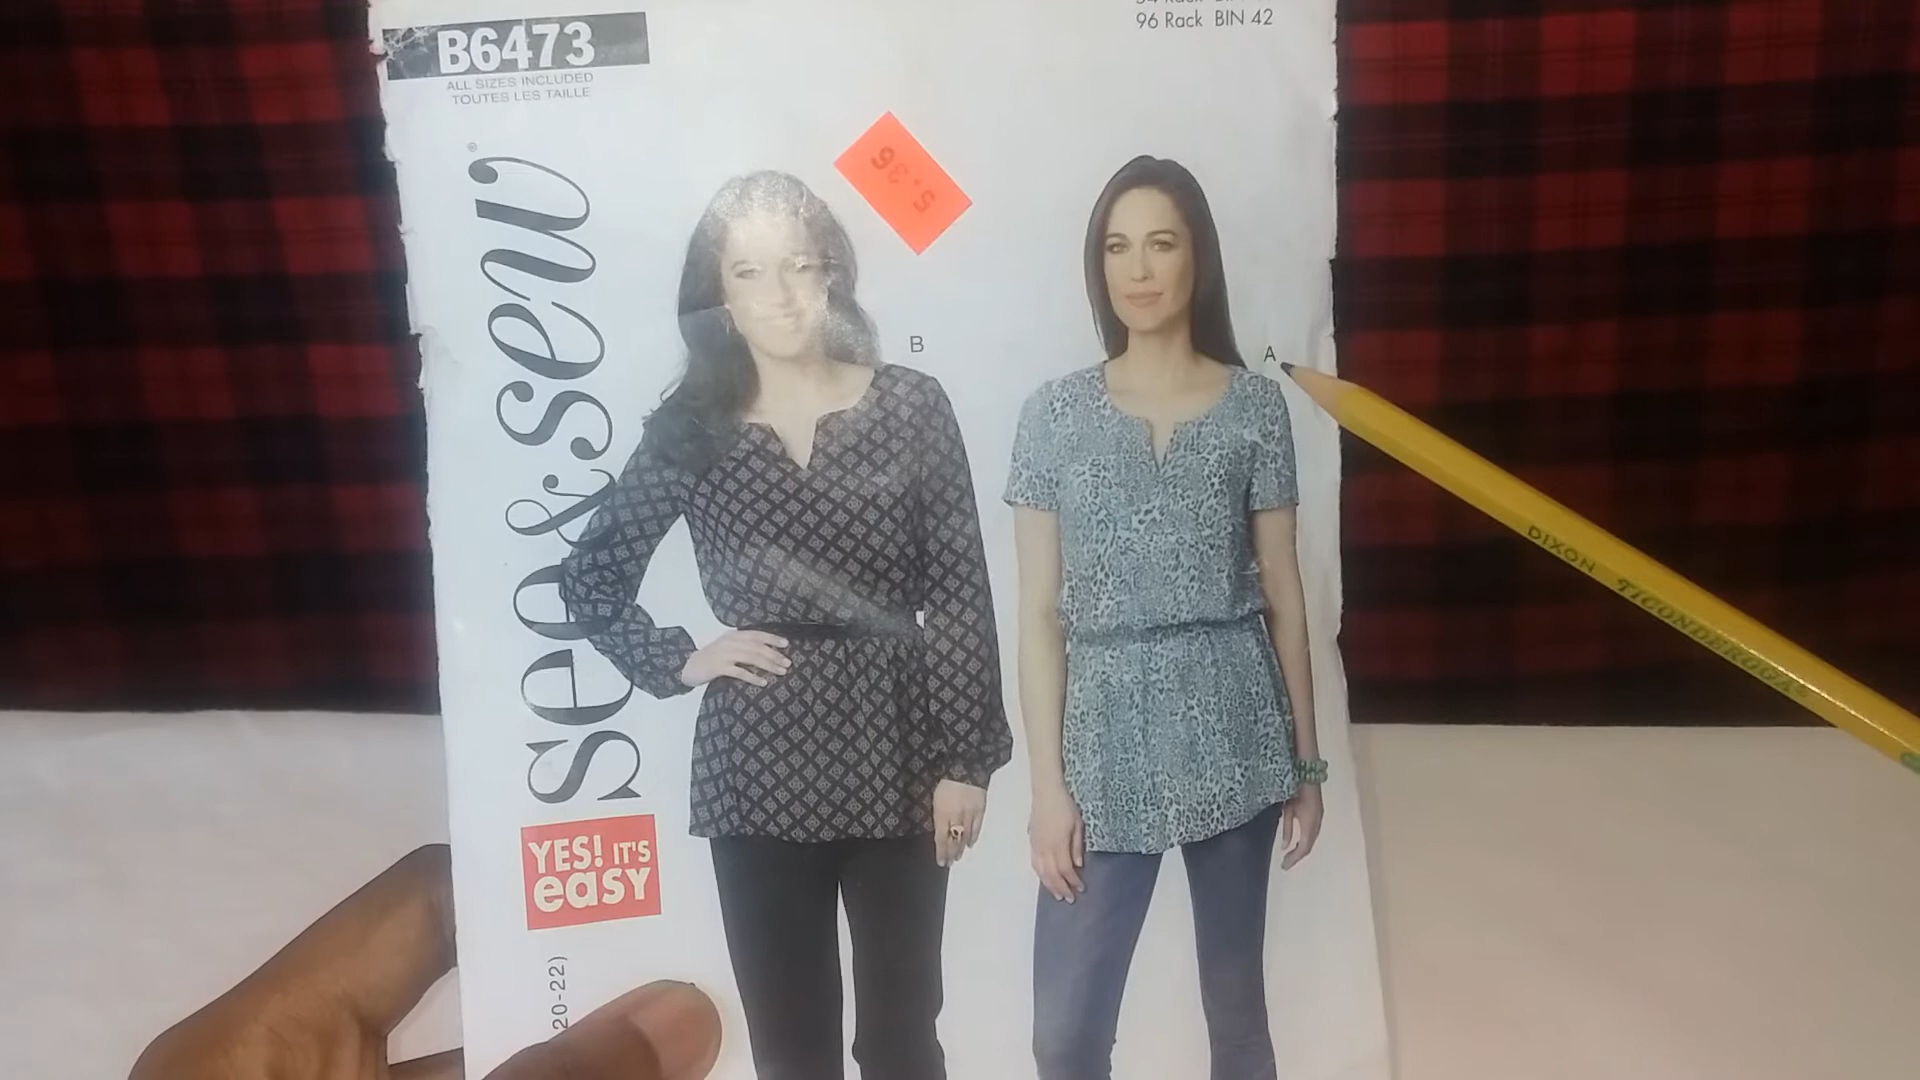 96 Rack BIN 42
B6473
ALL SIZES INCLUDED
TOUTES LES TAILLE
see&sew®
5.36
B
A
YES! IT'S
easy
20-22)
DIXON TICONDEROGA®